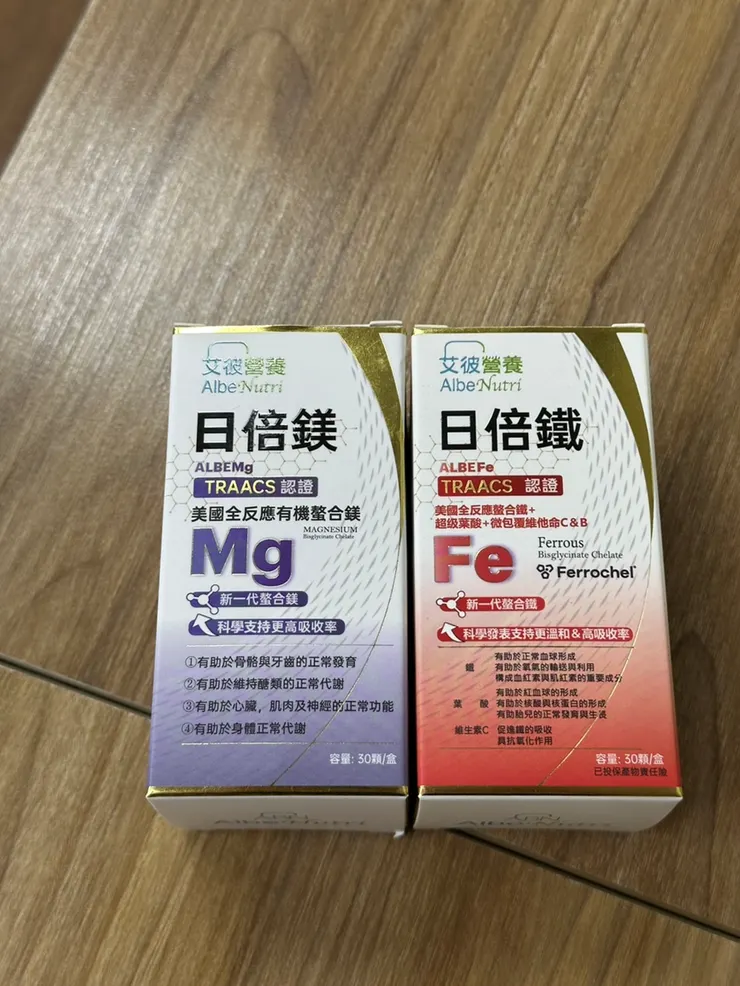 艾彼營養
AlbeNutri
日倍鎂
ALBEMg
TRAACS 認證
美國全反應有機螯合鎂
MAGNESIUM
Bisglycinate Chelate
Mg
新一代螯合鎂
科學支持更高吸收率
①有助於骨骼與牙齒的正常發育
②有助於維持醣類的正常代謝
③有助於心臟，肌肉及神經的正常功能
④有助於身體正常代謝
容量: 30顆/盒
AlbeNutri
艾彼營養
AlbeNutri
日倍鐵
ALBEFe
TRAACS 認證
美國全反應螯合鐵+
超級葉酸+微包覆維他命C&B
Fe
Ferrous
Bisglycinate Chelate
Ferrochel
新一代螯合鐵
科學發表支持更溫和&高吸收率
鐵 有助於正常血球形成
有助於氧氣的輸送與利用
構成血紅素與肌紅素的重要成分
葉酸 有助於紅血球的形成
有助於核酸與核蛋白的形成
有助胎兒的正常發育與生長
維生素C 促進鐵的吸收
具抗氧化作用
容量: 30顆/盒
已投保產物責任險
AlbeNutri